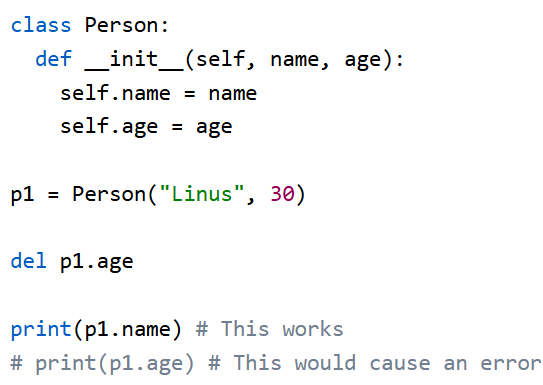 class Person:
  def __init__(self, name, age):
    self.name = name
    self.age = age

p1 = Person("Linus", 30)

del p1.age

print(p1.name) # This works
# print(p1.age) # This would cause an error